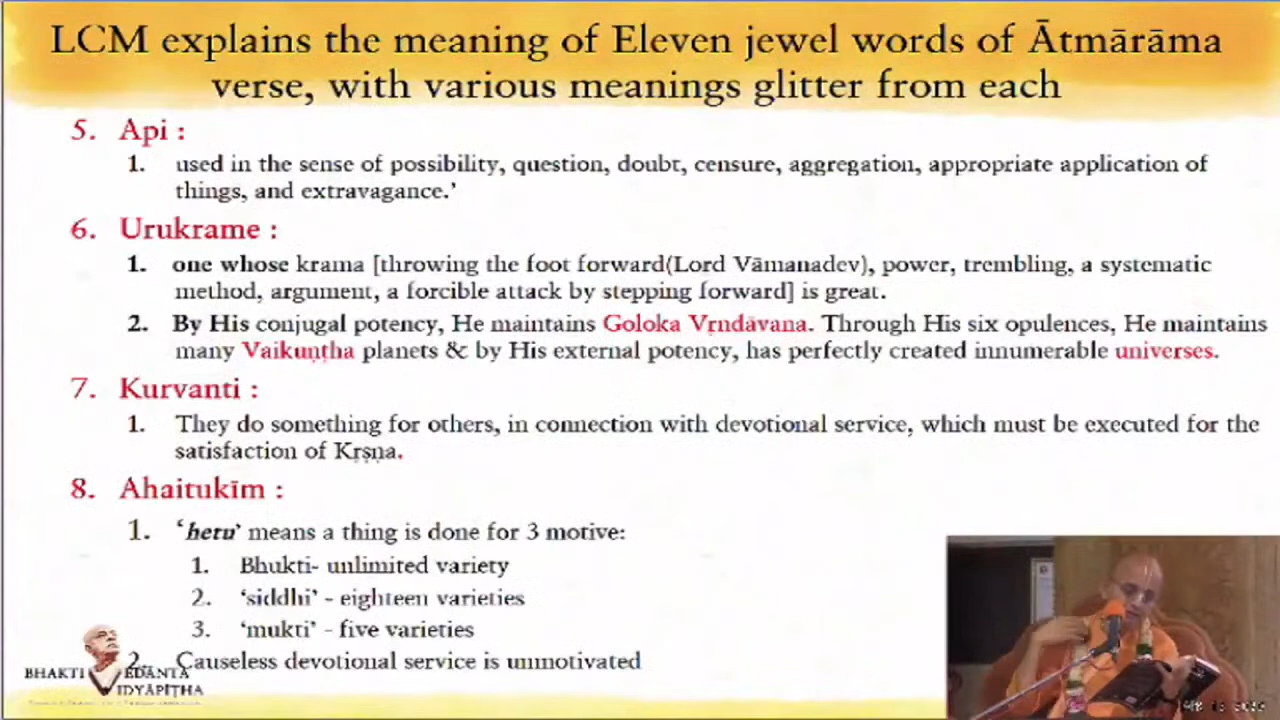 LCM explains the meaning of Eleven jewel words of Ātmārāma
verse, with various meanings glitter from each
5. Api :
1. used in the sense of possibility, question, doubt, censure, aggregation, appropriate application of
things, and extravagance.’
6. Urukrame :
1. one whose krama [throwing the foot forward(Lord Vāmanadev), power, trembling, a systematic
method, argument, a forcible attack by stepping forward] is great.
2. By His conjugal potency, He maintains Goloka Vṛndāvana. Through His six opulences, He maintains
many Vaikuṇṭha planets & by His external potency, has perfectly created innumerable universes.
7. Kurvanti :
1. They do something for others, in connection with devotional service, which must be executed for the
satisfaction of Kṛṣṇa.
8. Ahaitukīm :
1. ‘hetu’ means a thing is done for 3 motive:
1. Bhukti- unlimited variety
2. ‘siddhi’ - eighteen varieties
3. ‘mukti’ - five varieties
2. Causeless devotional service is unmotivated
BHAKTI VEDANTA
VIDYĀPĪṬHA